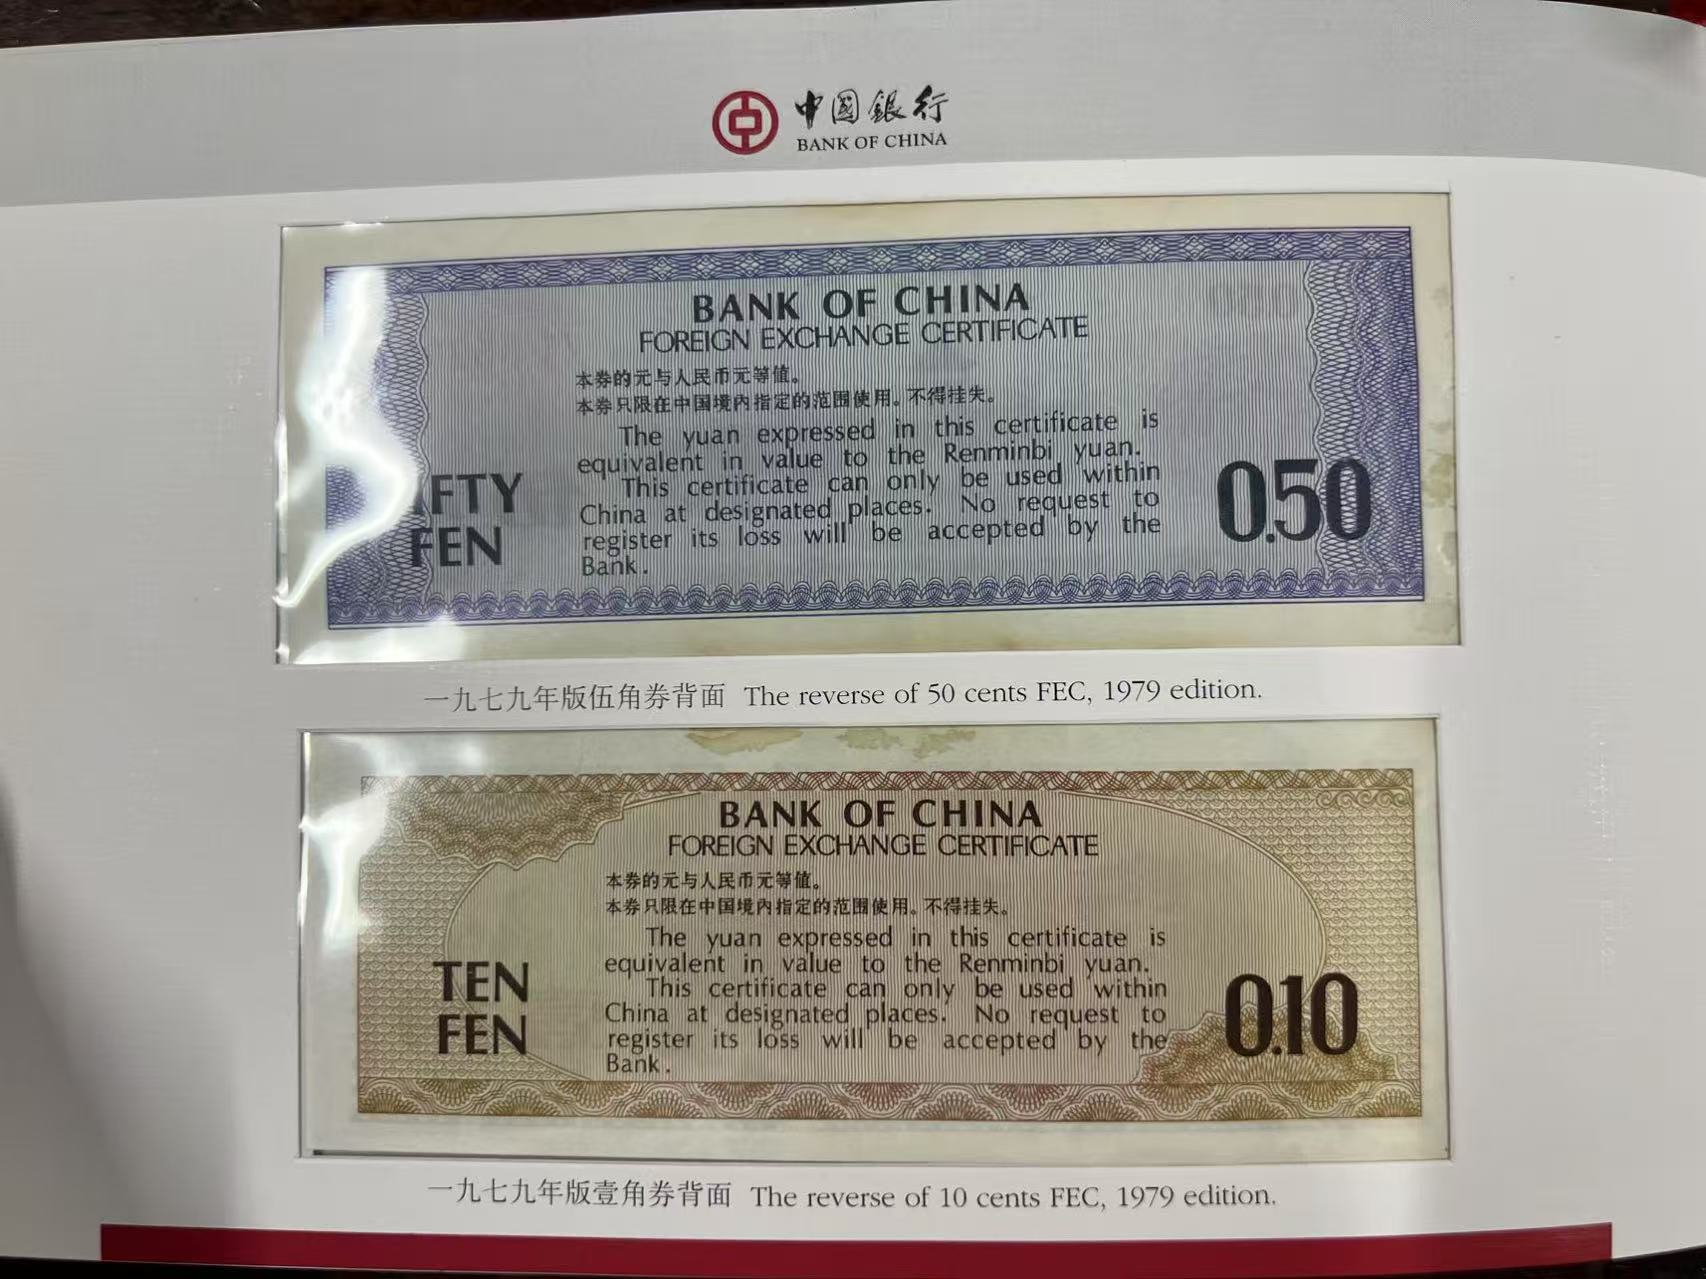 中国銀行
BANK OF CHINA
BANK OF CHINA
FOREIGN EXCHANGE CERTIFICATE
本券的元与人民币元等值。
本券只限在中国境内指定的范围使用。不得挂失。
The yuan expressed in this certificate is
equivalent in value to the Renminbi yuan.
This certificate can only be used within
China at designated places. No request to
register its loss will be accepted by the
Bank.
FEN
0.50
一九七九年版伍角券背面 The reverse of 50 cents FEC, 1979 edition.
BANK OF CHINA
FOREIGN EXCHANGE CERTIFICATE
本券的元与人民币元等值。
本券只限在中国境内指定的范围使用。不得挂失。
The yuan expressed in this certificate is
equivalent in value to the Renminbi yuan.
This certificate can only be used within
China at designated places. No request to
register its loss will be accepted by the
Bank.
TEN
FEN
0.10
一九七九年版壹角券背面 The reverse of 10 cents FEC, 1979 edition.